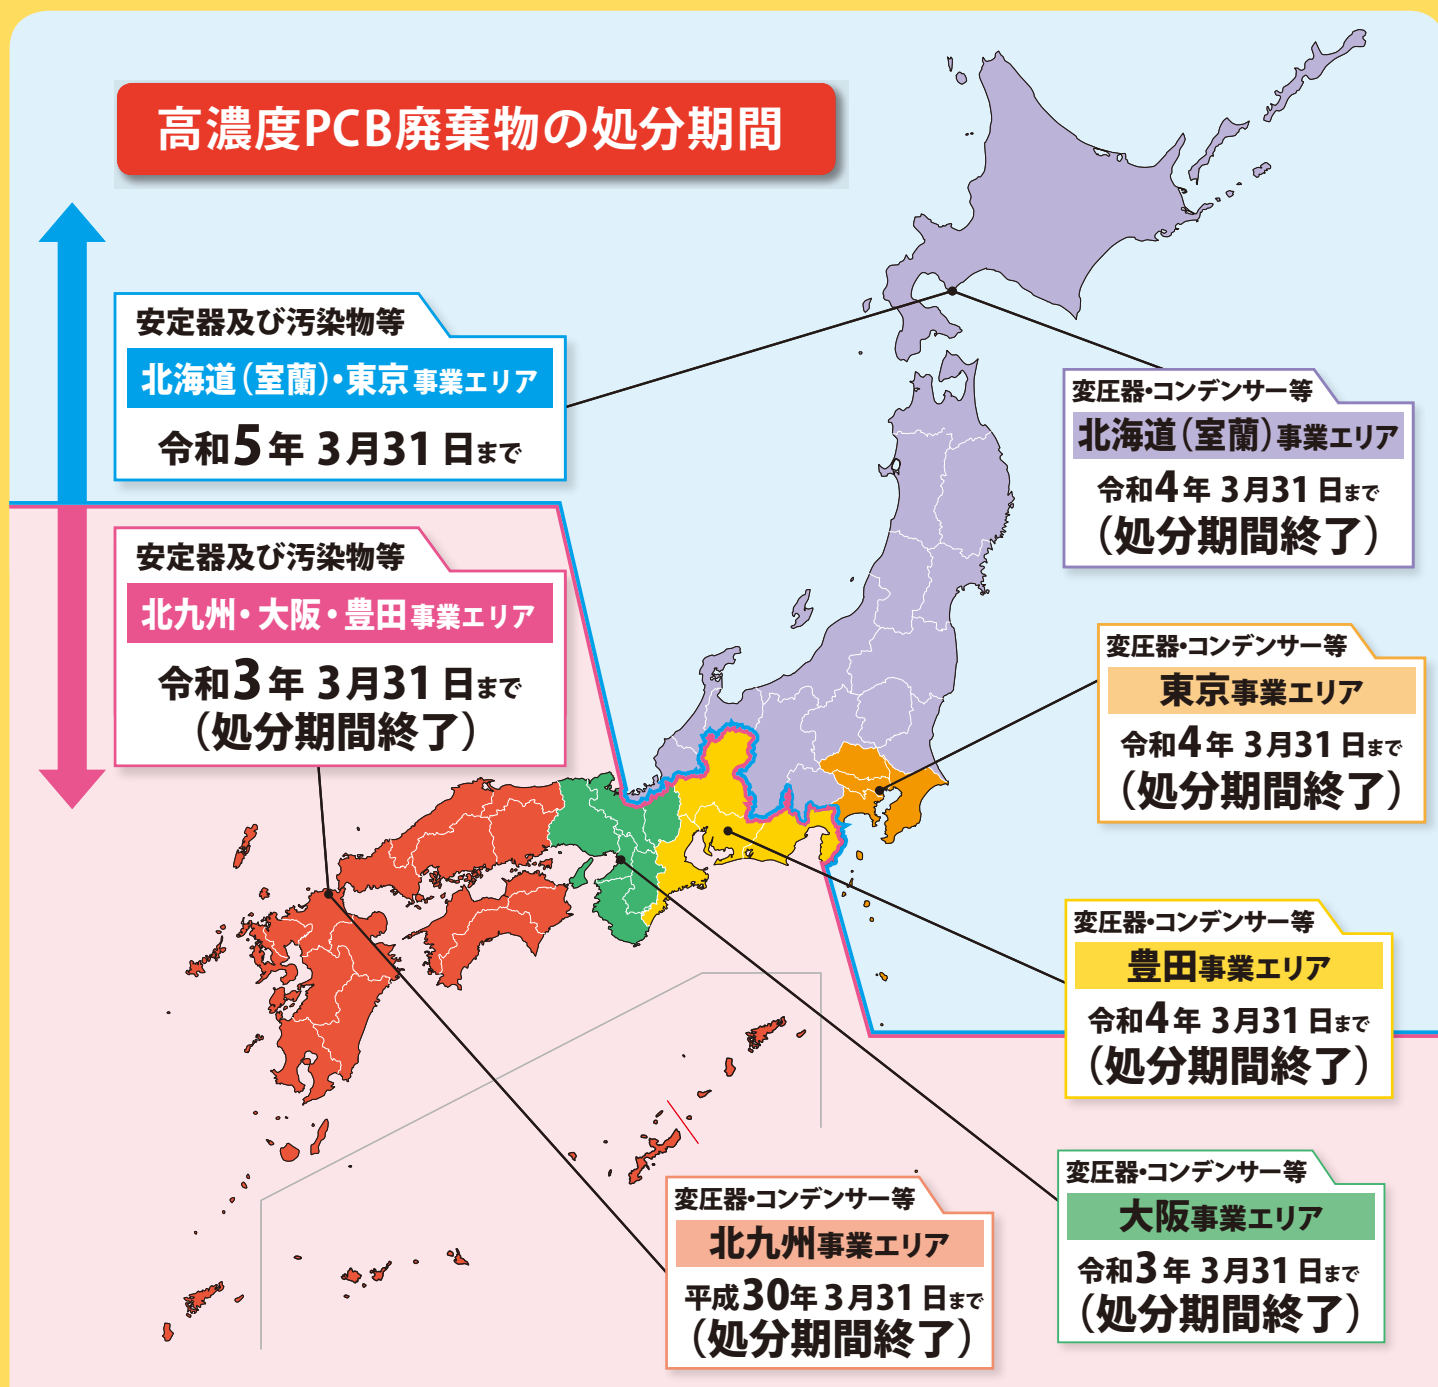 高濃度PCB廃棄物の処分期間
安定器及び汚染物等
北海道(室蘭)・東京事業エリア
令和5年 3月31日まで
安定器及び汚染物等
北九州・大阪・豊田事業エリア
令和3年 3月31日まで
(処分期間終了)
変圧器・コンデンサー等
北海道(室蘭)事業エリア
令和4年 3月31日まで
(処分期間終了)
変圧器・コンデンサー等
東京事業エリア
令和4年 3月31日まで
(処分期間終了)
変圧器・コンデンサー等
豊田事業エリア
令和4年 3月31日まで
(処分期間終了)
変圧器・コンデンサー等
大阪事業エリア
令和3年 3月31日まで
(処分期間終了)
変圧器・コンデンサー等
北九州事業エリア
平成30年 3月31日まで
(処分期間終了)